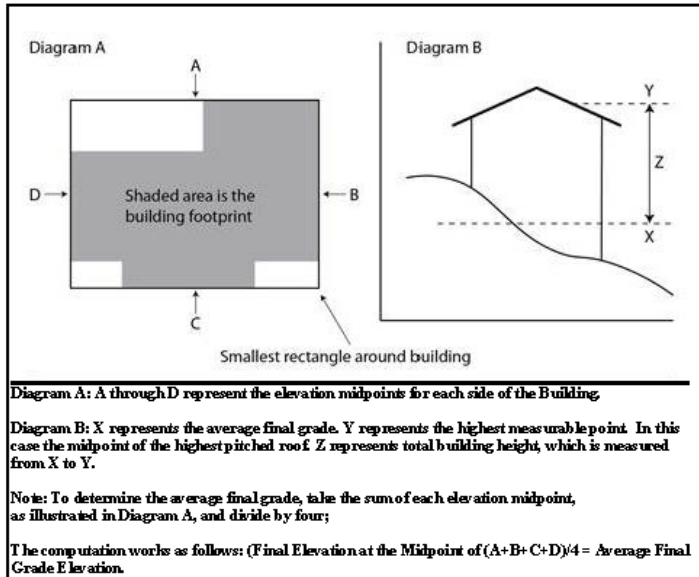 Diagram A
Diagram B
A
Y
D
Shaded area is the
building footprint
B
Z
X
C
Smallest rectangle around building
Diagram A: A through D represent the elevation midpoints for each side of the Building.
Diagram B: X represents the average final grade. Y represents the highest measurable point. In this
case the midpoint of the highest pitched roof. Z represents total building height, which is measured
from X to Y.
Note: To determine the average final grade, take the sum of each elevation midpoint,
as illustrated in Diagram A, and divide by four;
The computation works as follows: (Final Elevation at the Midpoint of (A+B+C+D)/4 = Average Final
Grade Elevation.